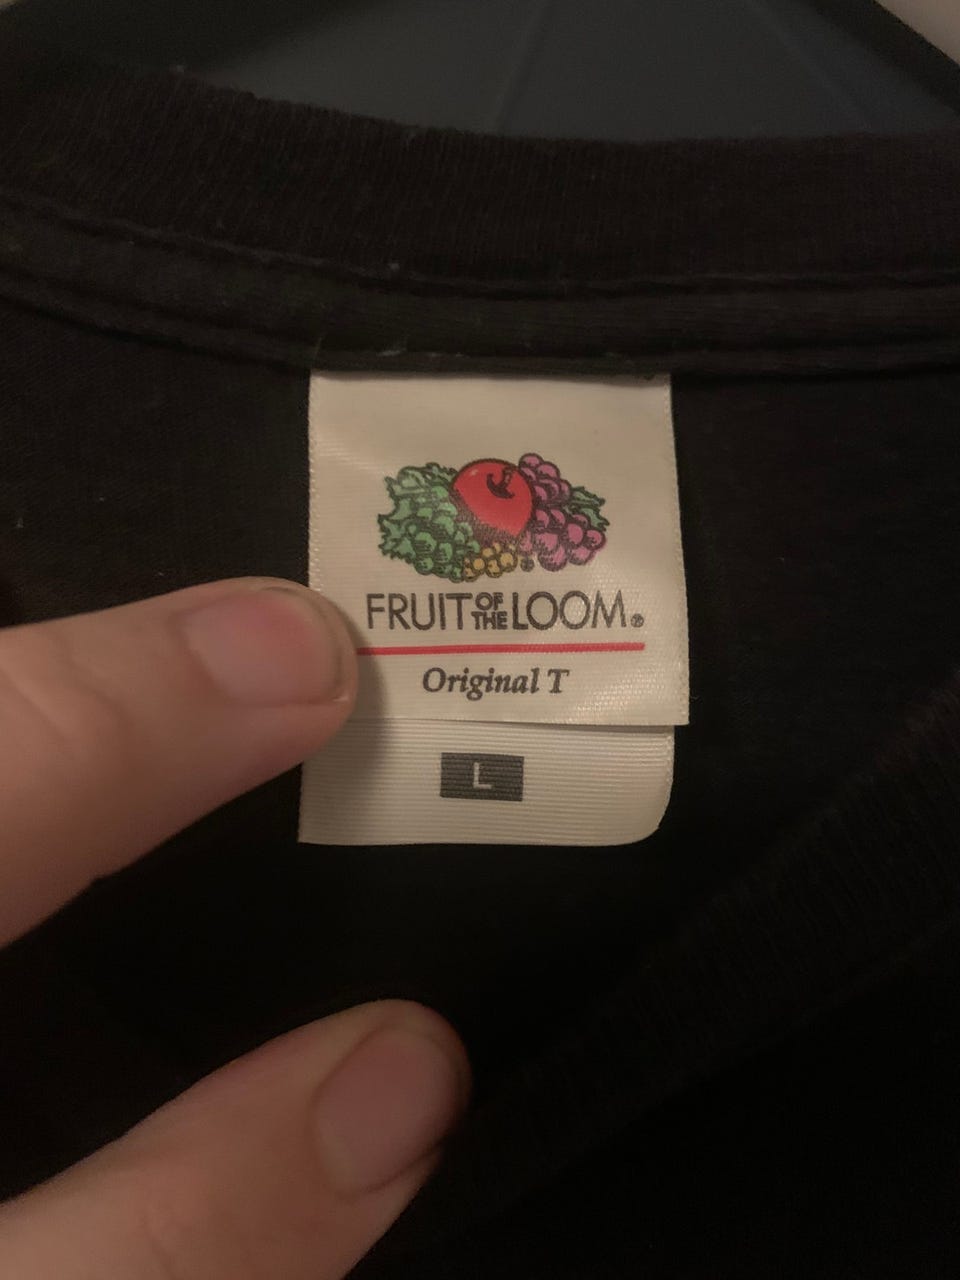 FRUIT OF THE LOOM®
Original T
L